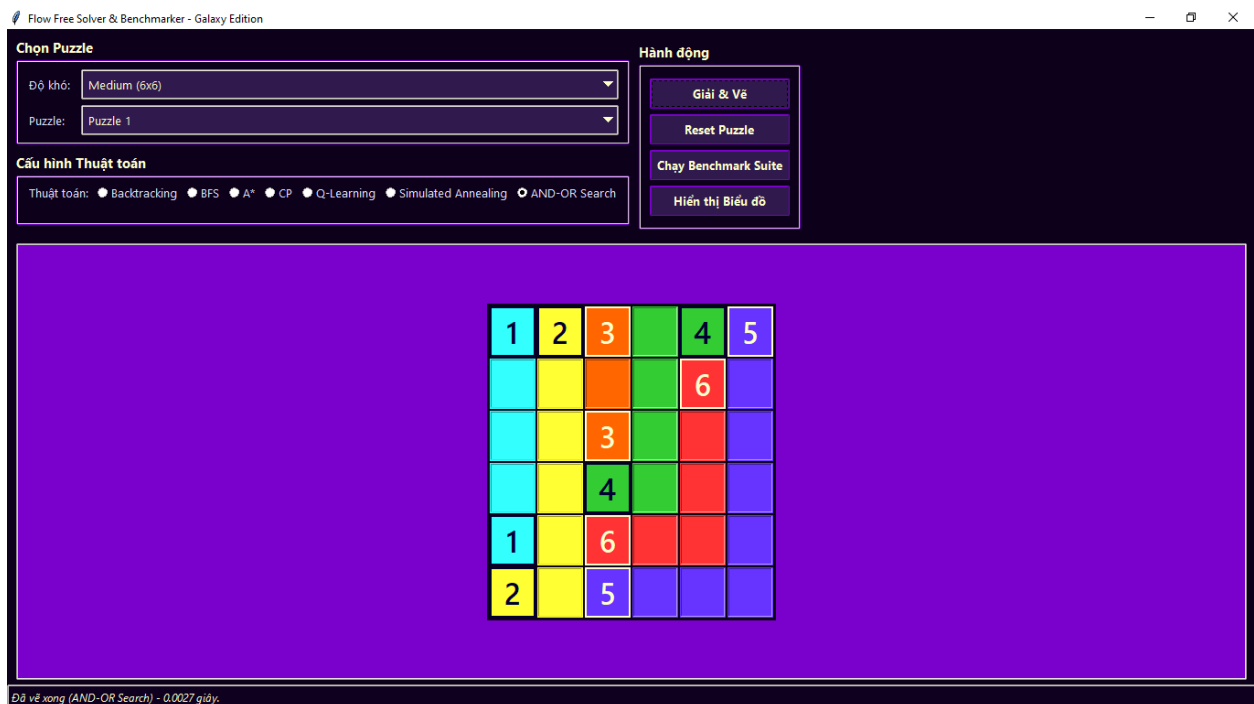 Flow Free Solver & Benchmarker - Galaxy Edition
Chọn Puzzle
Độ khó: Medium (6x6)
Puzzle: Puzzle 1
Cấu hình Thuật toán
Thuật toán: Backtracking BFS A* CP Q-Learning Simulated Annealing AND-OR Search
Hành động
Giải & Vẽ
Reset Puzzle
Chạy Benchmark Suite
Hiển thị Biểu đồ
1 2 3 4 5
6
3
4
1 6
2 5
Đã vẽ xong (AND-OR Search) - 0.0027 giây.